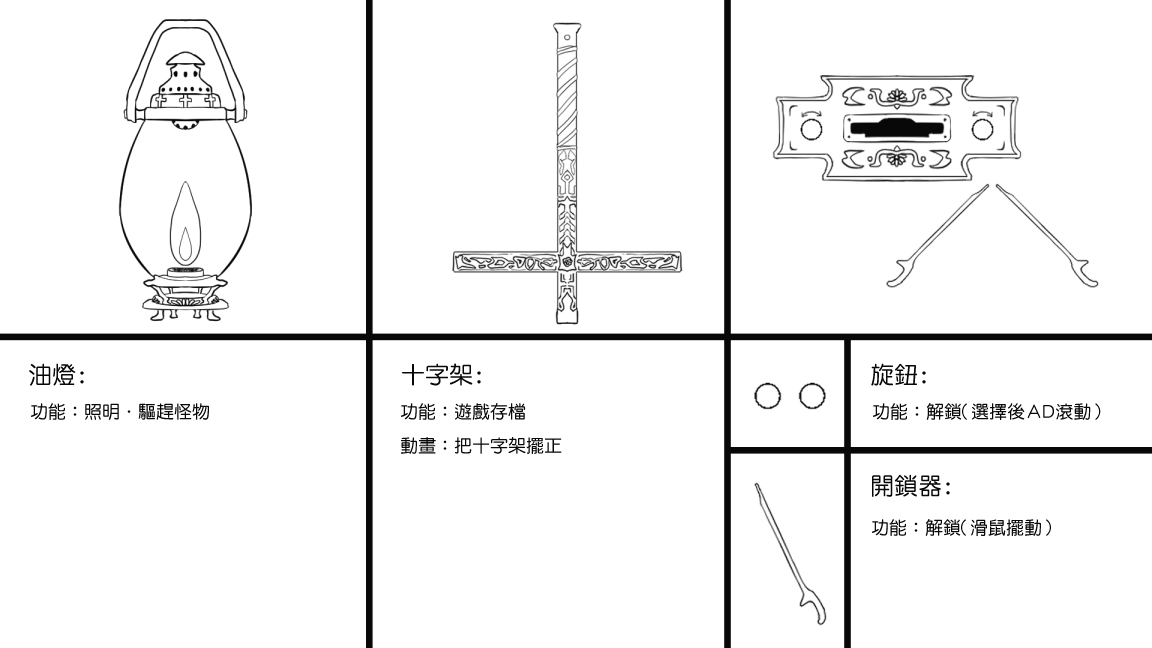 油燈:
功能：照明·驅趕怪物
十字架:
功能：遊戲存檔
動畫：把十字架擺正
旋鈕:
功能：解鎖(選擇後AD滾動)
開鎖器:
功能：解鎖(滑鼠擺動)